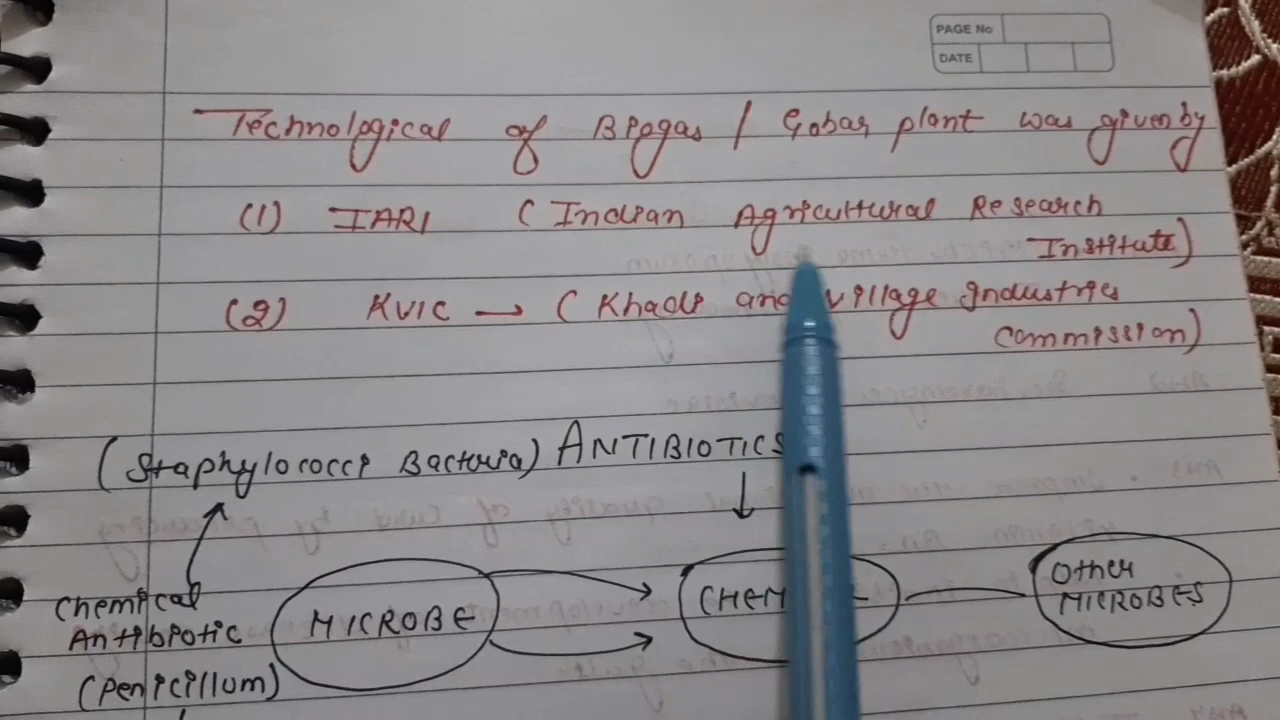 PAGE No
DATE
Technological of Biogas / Gobar plant was given by
(1) IARI (Indian Agricultural Research
Institute)
(2) KVIC → (Khadi and village Industries
commission)
(Staphylococci Bacteria) ANTIBIOTICS
Chemical
Antibiotic
(Penicillum)
MICROBE
Other
MICROBES